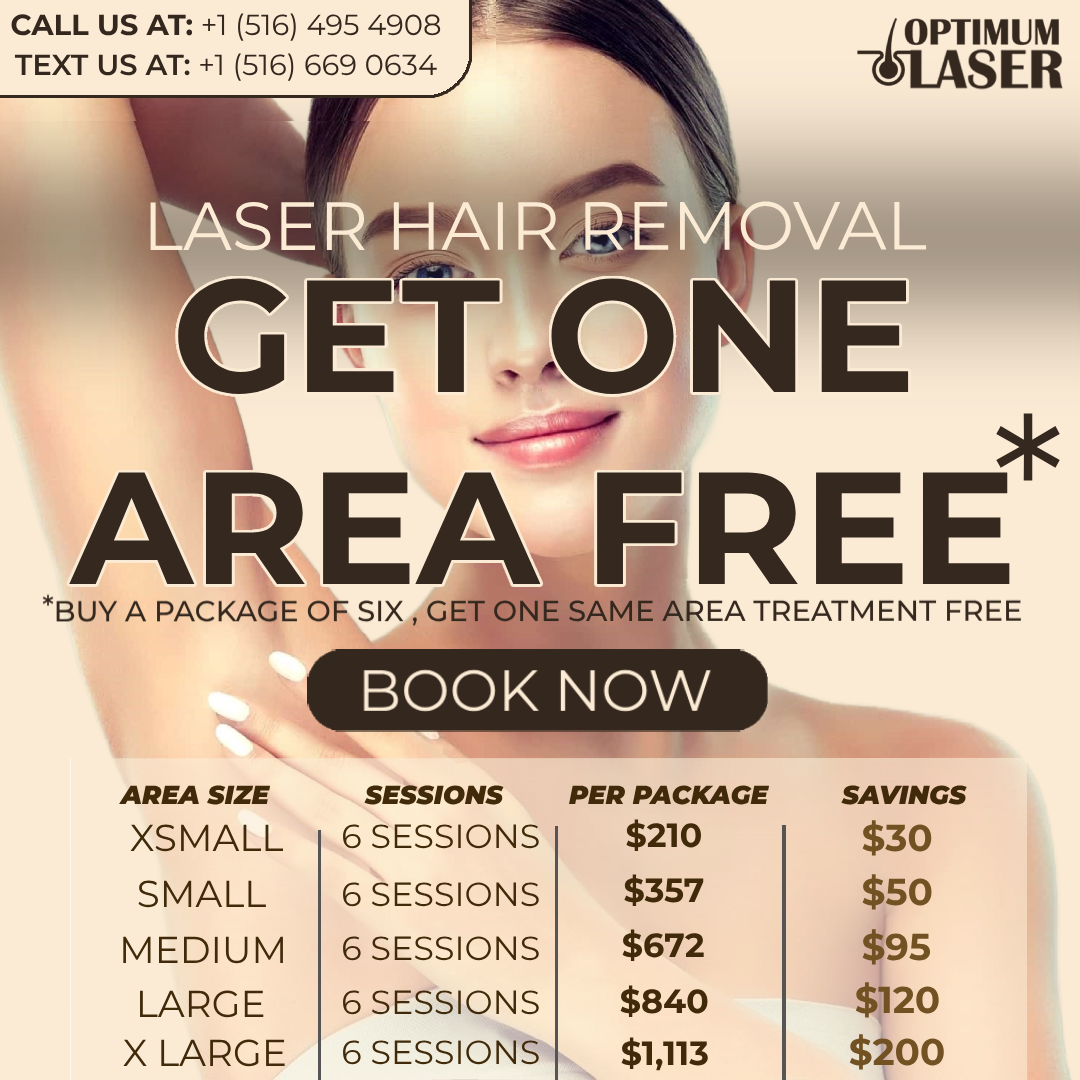 CALL US AT: +1 (516) 495 4908
TEXT US AT: +1 (516) 669 0634
OPTIMUM
LASER
LASER HAIR REMOVAL
GET ONE
AREA FREE*
*BUY A PACKAGE OF SIX , GET ONE SAME AREA TREATMENT FREE
BOOK NOW
AREA SIZE SESSIONS PER PACKAGE SAVINGS
XSMALL 6 SESSIONS $210 $30
SMALL 6 SESSIONS $357 $50
MEDIUM 6 SESSIONS $672 $95
LARGE 6 SESSIONS $840 $120
X LARGE 6 SESSIONS $1,113 $200